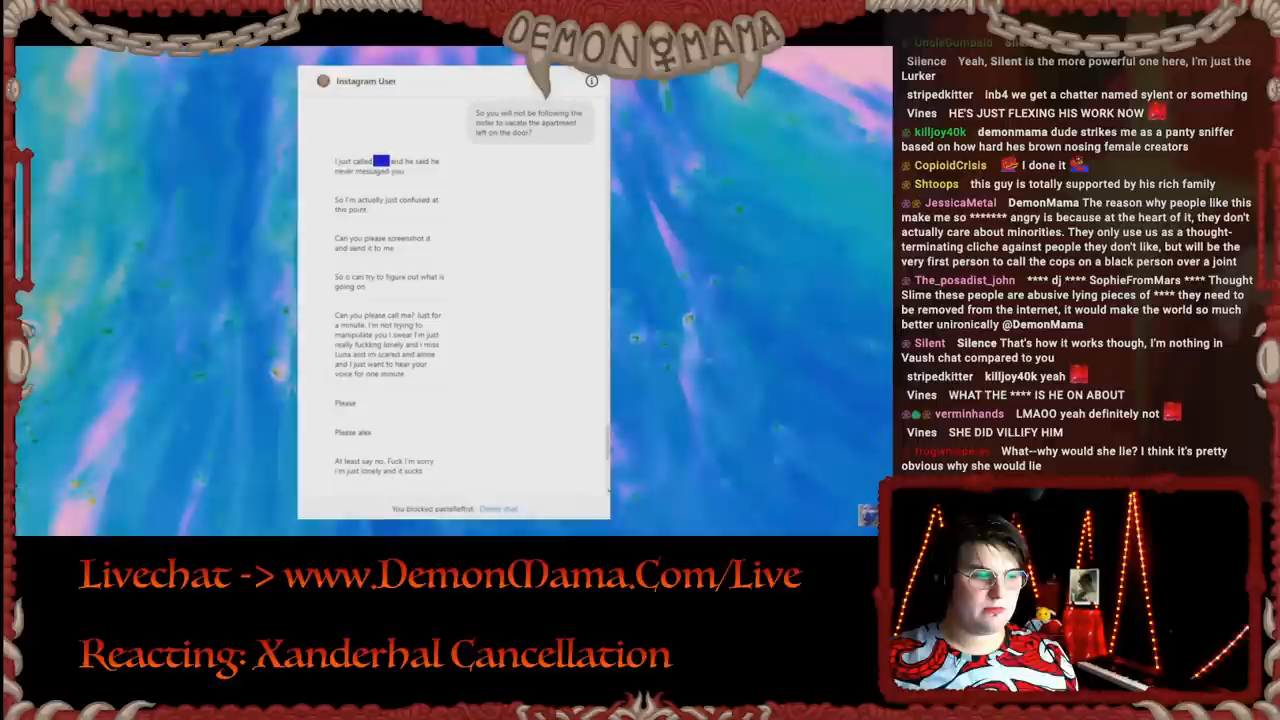 DEMON MAMA
Instagram User
So you will not be following the
order to vacate the apartment
left on the door?
I just called and he said he
never messaged you
So I'm actually just confused at
this point
Can you please screenshot it
and send it to me
So o can try to figure out what is
going on
Can you please call me? Just for
a minute. I'm not trying to
manipulate you I swear I'm just
really fuckking lonely and i miss
Luna and im scared and alone
and I just want to hear your
voice for one minute
Please
Please alex
At least say no. Fuck I'm sorry
i'm just lonely and it sucks
You blocked pastelleftist. Delete chat
UncleGumbald
Silence Yeah, Silent is the more powerful one here, I'm just the
Lurker
stripedkitter Inb4 we get a chatter named sylent or something
Vines HE'S JUST FLEXING HIS WORK NOW
killjoy40k demonmama dude strikes me as a panty sniffer
based on how hard hes brown nosing female creators
CopioidCrisis I done it
Shtoops this guy is totally supported by his rich family
JessicaMetal DemonMama The reason why people like this
make me so ******* angry is because at the heart of it, they don't
actually care about minorities. They just use us as a thought
terminating cliche against people they don't like but will be the
very first person to call the cops on a black person over a joint
The_posadist_john **** dj **** SophieFromMars **** Twilight
Slime these people are abusive lying pieces of **** they need to
be removed from the internet, it would make the world so much
better unironically @Demonmama
Silent Silence That's how it works though, I'm nothing in
Vaush chat compared to you
stripedkitter killjoy40k yeah
Vines WHAT THE **** IS HE ON ABOUT
verminhands LMAOO yeah definitely not
Vines SHE DID VILLIFY HIM
What--why wh--? I think it's pretty
obvious why she would lie
Livechat -> www.DemonMama.Com/Live
Reacting: Xanderhal Cancellation